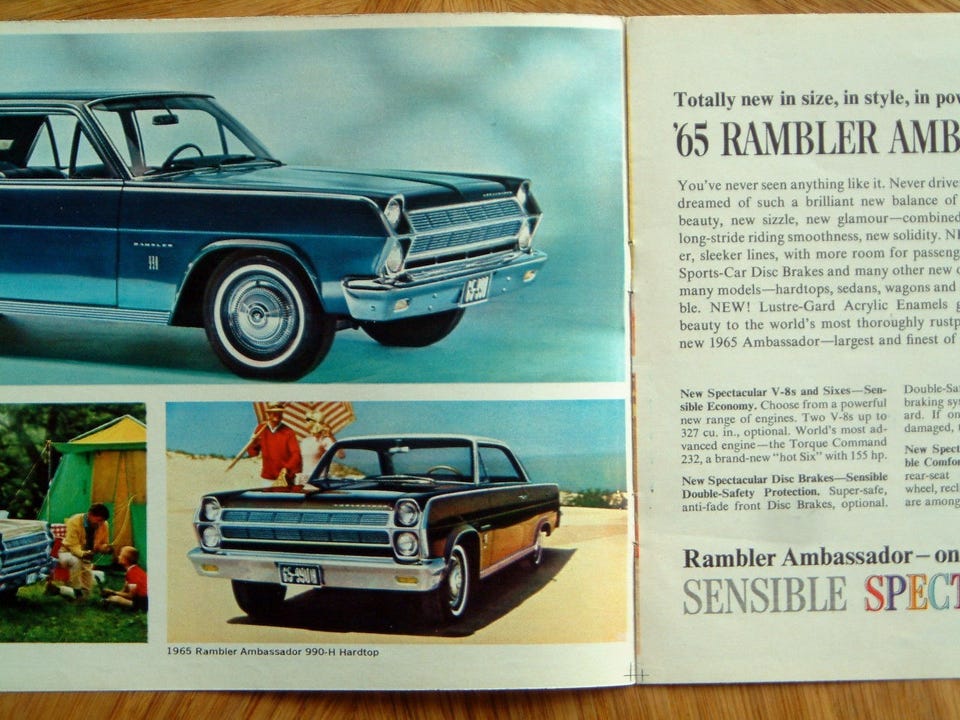 RAMBLER
65-990
65-990H
1965 Rambler Ambassador 990-H Hardtop
Totally new in size, in style, in pow
'65 RAMBLER AMB
You've never seen anything like it. Never drive
dreamed of such a brilliant new balance of
beauty, new sizzle, new glamour—combined
long-stride riding smoothness, new solidity. NE
er, sleeker lines, with more room for passeng
Sports-Car Disc Brakes and many other new o
many models—hardtops, sedans, wagons and
ble. NEW! Lustre-Gard Acrylic Enamels g
beauty to the world's most thoroughly rustp
new 1965 Ambassador—largest and finest of
New Spectacular V-8s and Sixes—Sen-
sible Economy. Choose from a powerful
new range of engines. Two V-8s up to
327 cu. in., optional. World's most ad-
vanced engine—the Torque Command
232, a brand-new "hot Six" with 155 hp.
New Spectacular Disc Brakes—Sensible
Double-Safety Protection. Super-safe,
anti-fade front Disc Brakes, optional.
Double-Sa
braking sys
ard. If on
damaged,
New Spect
ble Comfor
rear-seat
wheel, recli
are among
Rambler Ambassador—on
SENSIBLE SPECT